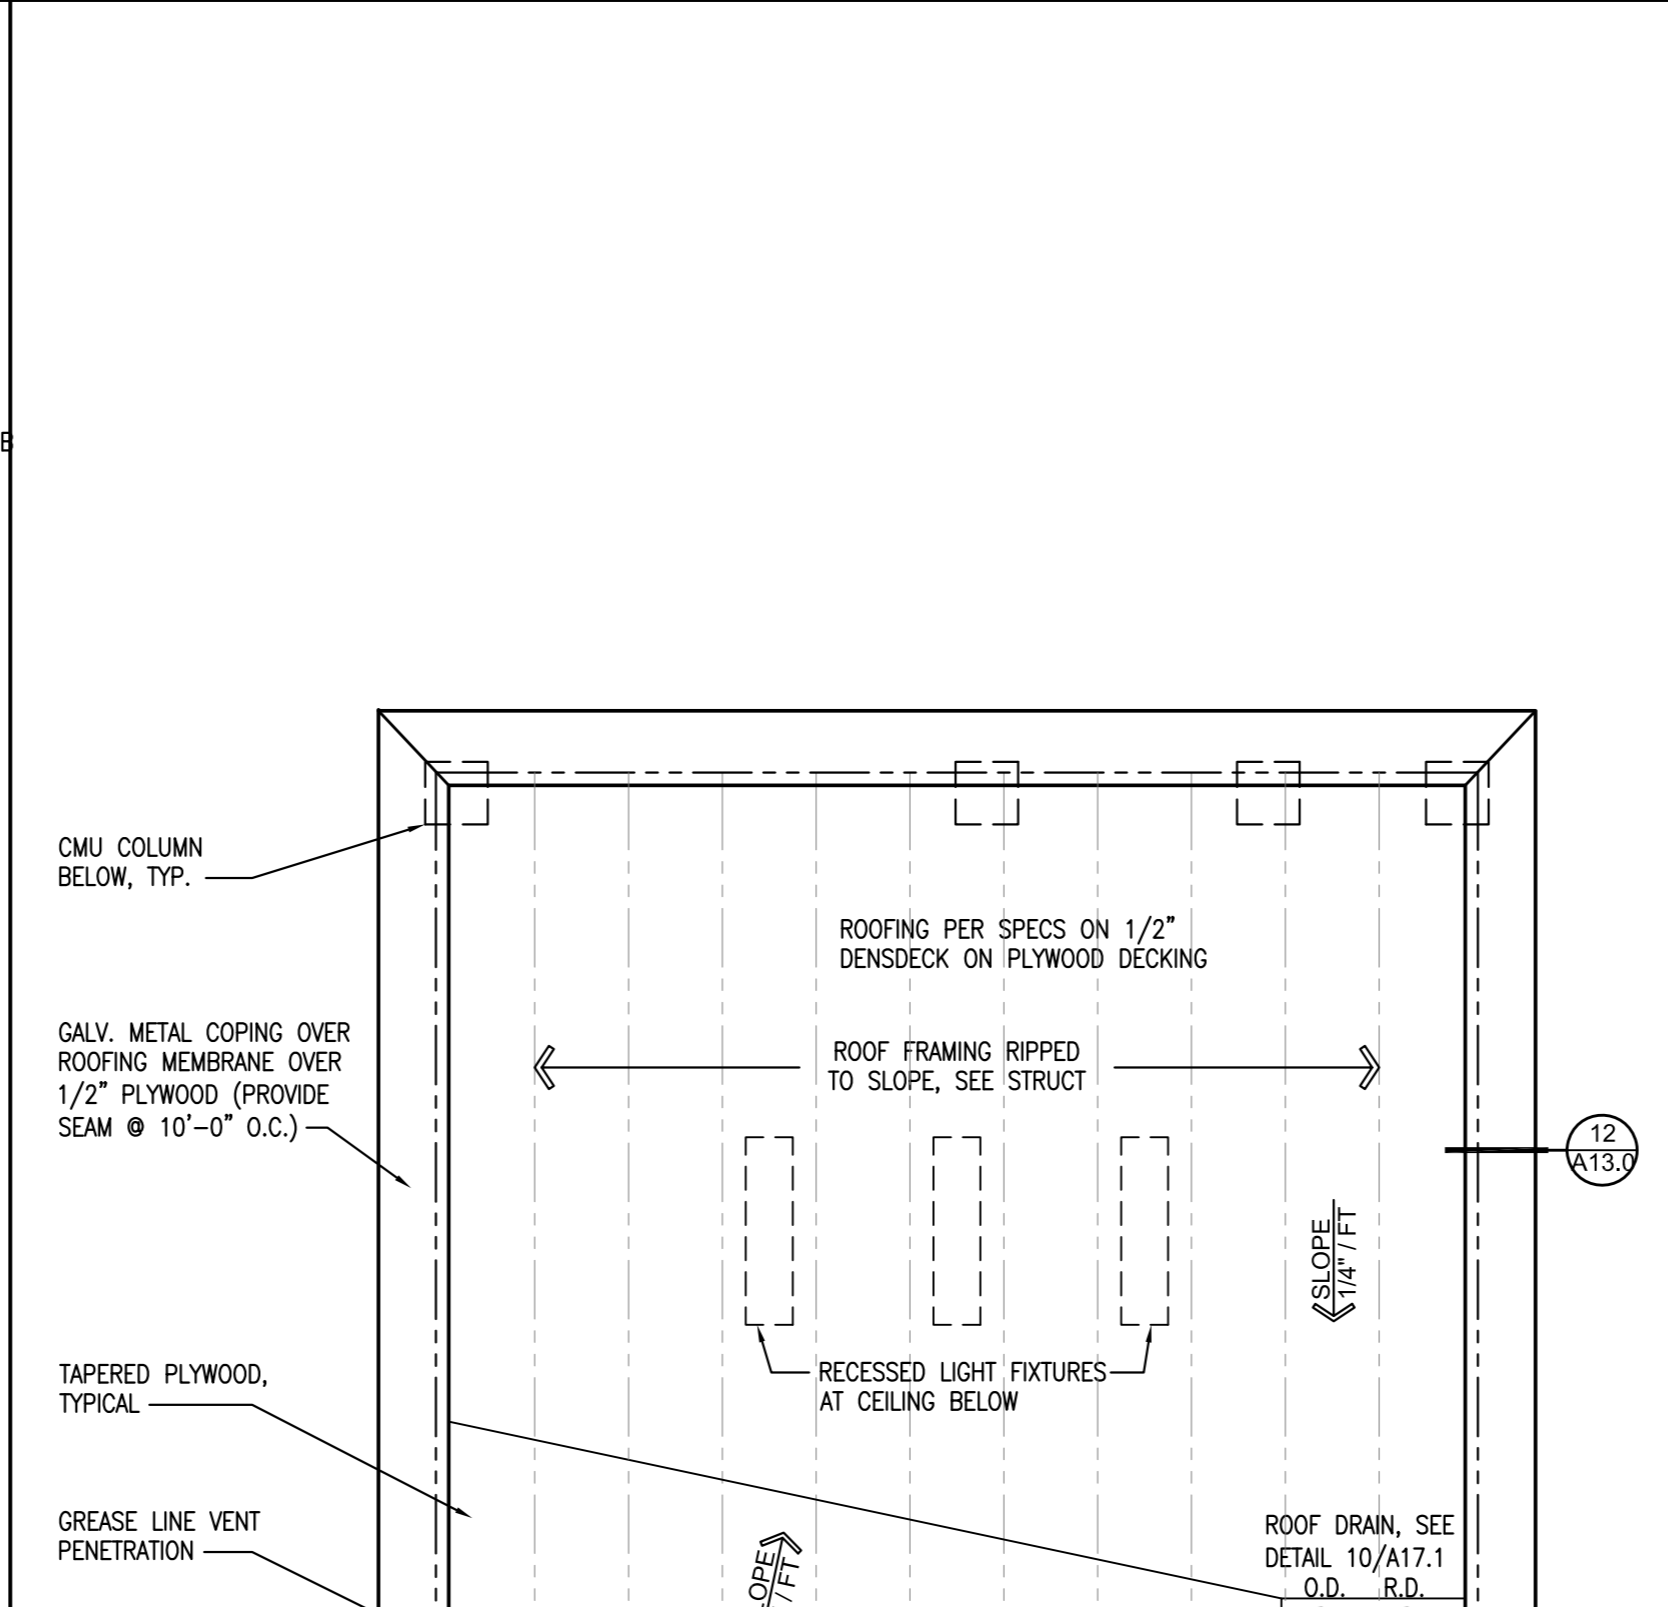 B
CMU COLUMN
BELOW, TYP.
ROOFING PER SPECS ON 1/2"
DENSDECK ON PLYWOOD DECKING
GALV. METAL COPING OVER
ROOFING MEMBRANE OVER
1/2" PLYWOOD (PROVIDE
SEAM @ 10'-0" O.C.)
ROOF FRAMING RIPPED
TO SLOPE, SEE STRUCT
12
A13.0
SLOPE
1/4" / FT
RECESSED LIGHT FIXTURES
AT CEILING BELOW
TAPERED PLYWOOD,
TYPICAL
GREASE LINE VENT
PENETRATION
OPE
/ FT
ROOF DRAIN, SEE
DETAIL 10/A17.1
O.D. R.D.